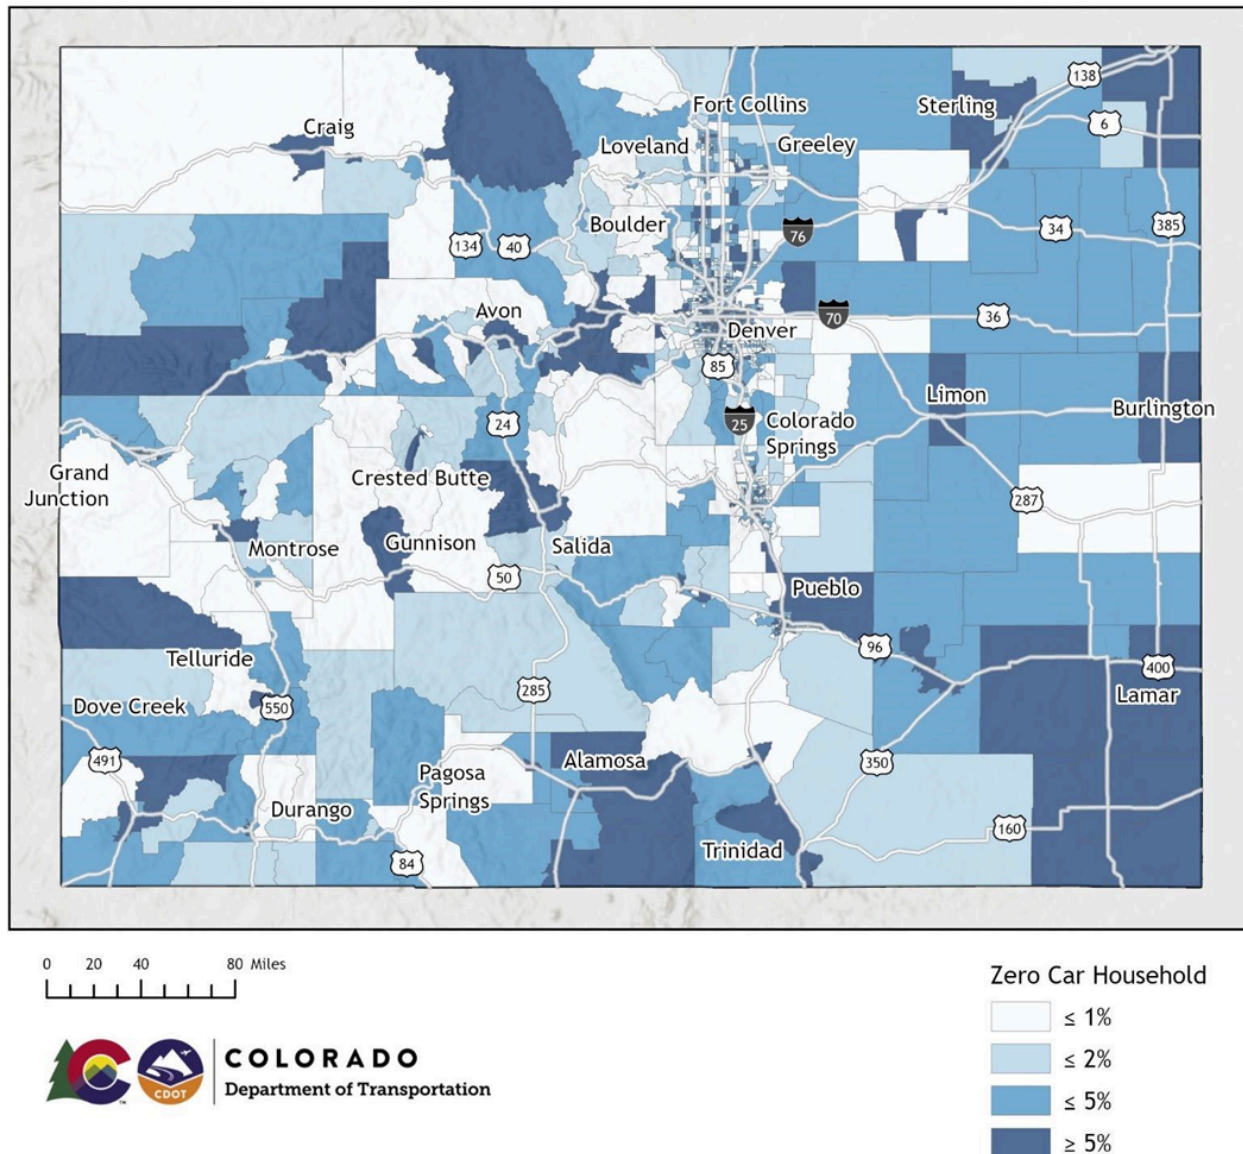 138
Fort Collins
Sterling
6
Craig
Loveland
Greeley
Boulder
34
385
76
134
40
Avon
70
36
Denver
85
Limon
Burlington
24
25
Colorado
Springs
Grand
Junction
Crested Butte
287
Montrose
Gunnison
Salida
50
Pueblo
96
Telluride
400
285
Lamar
Dove Creek
550
491
Alamosa
350
Pagosa
Springs
Durango
160
Trinidad
84
0 20 40 80 Miles
Zero Car Household
≤ 1%
≤ 2%
≤ 5%
≥ 5%
C
TM
CDOT
COLORADO
Department of Transportation